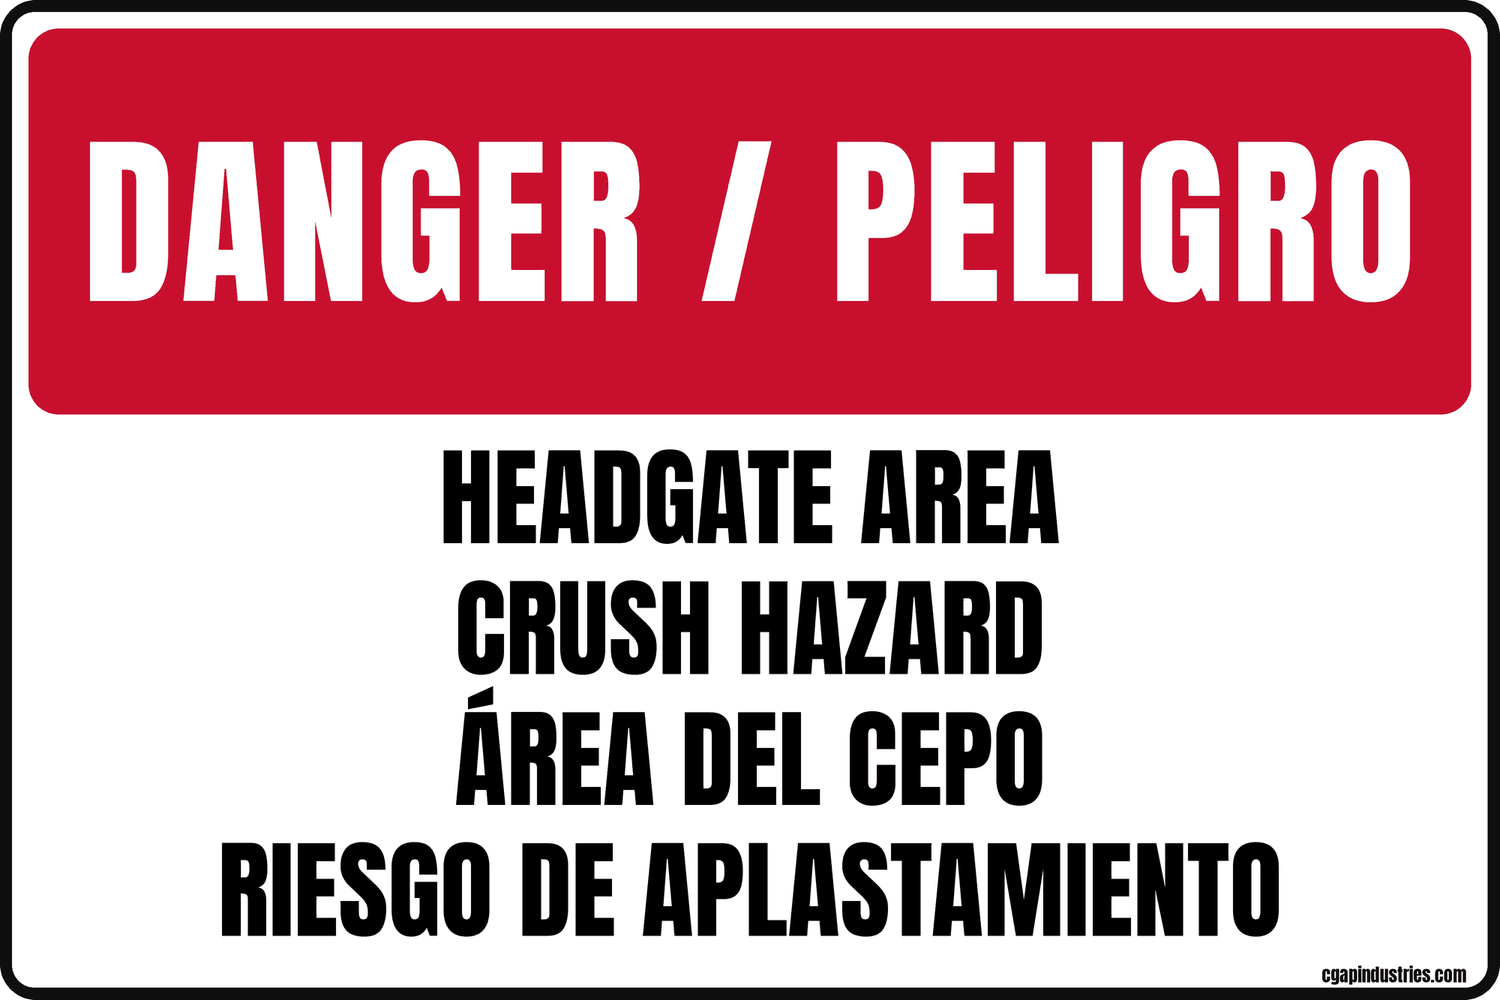 DANGER / PELIGRO
HEADGATE AREA
CRUSH HAZARD
ÁREA DEL CEPO
RIESGO DE APLASTAMIENTO
cgapindustries.com